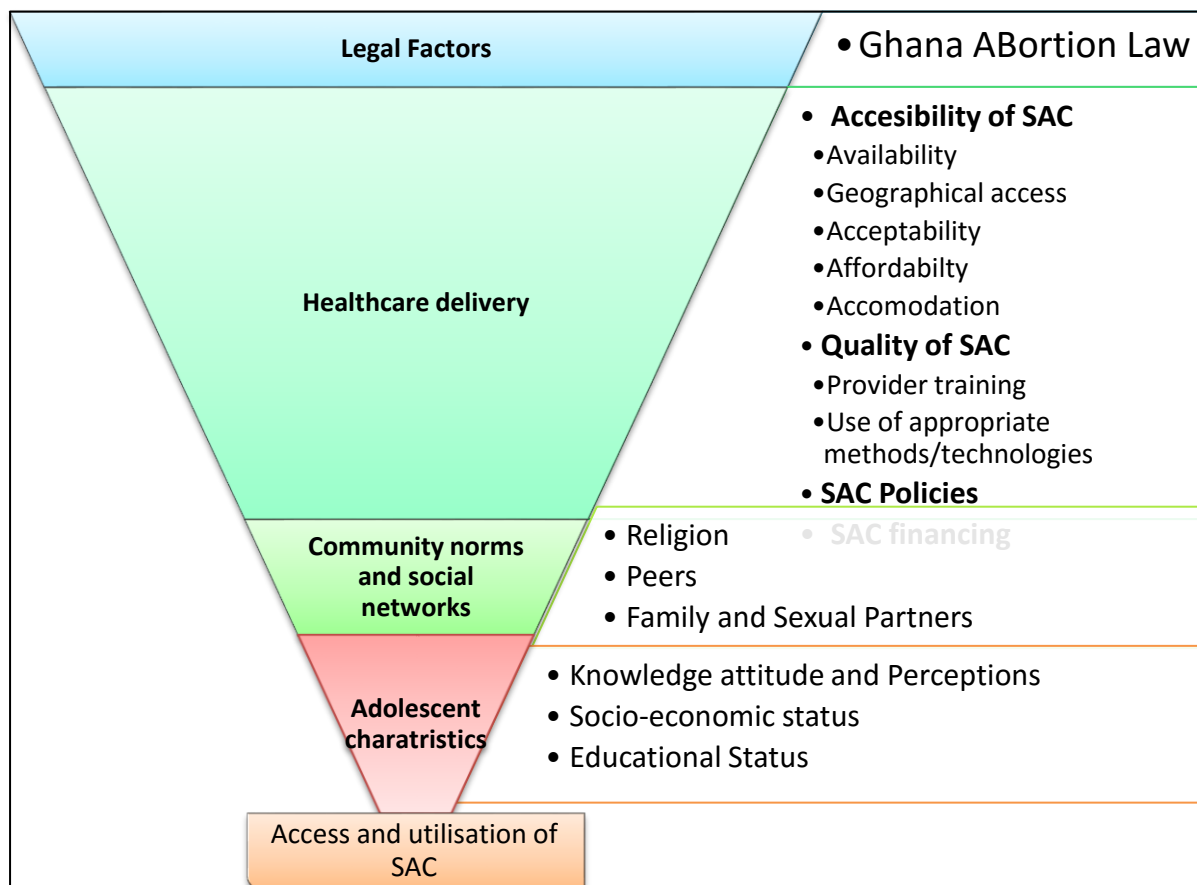 Legal Factors
• Ghana ABortion Law
Healthcare delivery
• Accesibility of SAC
•Availability
•Geographical access
•Acceptability
•Affordabilty
•Accomodation
• Quality of SAC
•Provider training
•Use of appropriate
methods/technologies
• SAC Policies
• SAC financing
Community norms
and social
networks
• Religion
• Peers
• Family and Sexual Partners
Adolescent
charatristics
• Knowledge attitude and Perceptions
• Socio-economic status
• Educational Status
Access and utilisation of
SAC